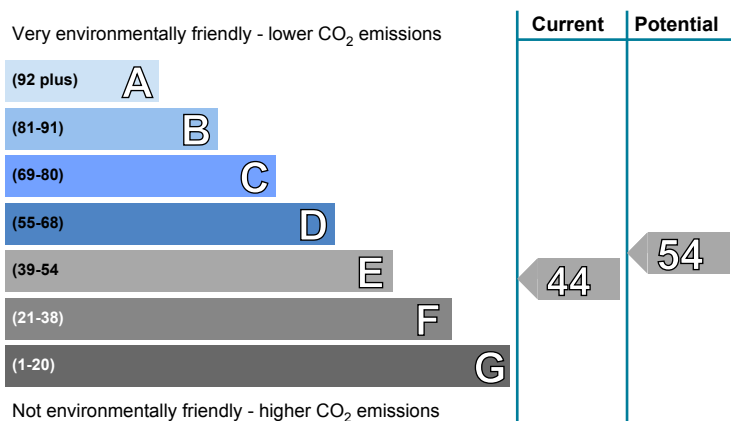 Current Potential
Very environmentally friendly - lower CO2 emissions
(92 plus) A
(81-91) B
(69-80) C
(55-68) D
(39-54 E
44 54
(21-38) F
(1-20) G
Not environmentally friendly - higher CO2 emissions